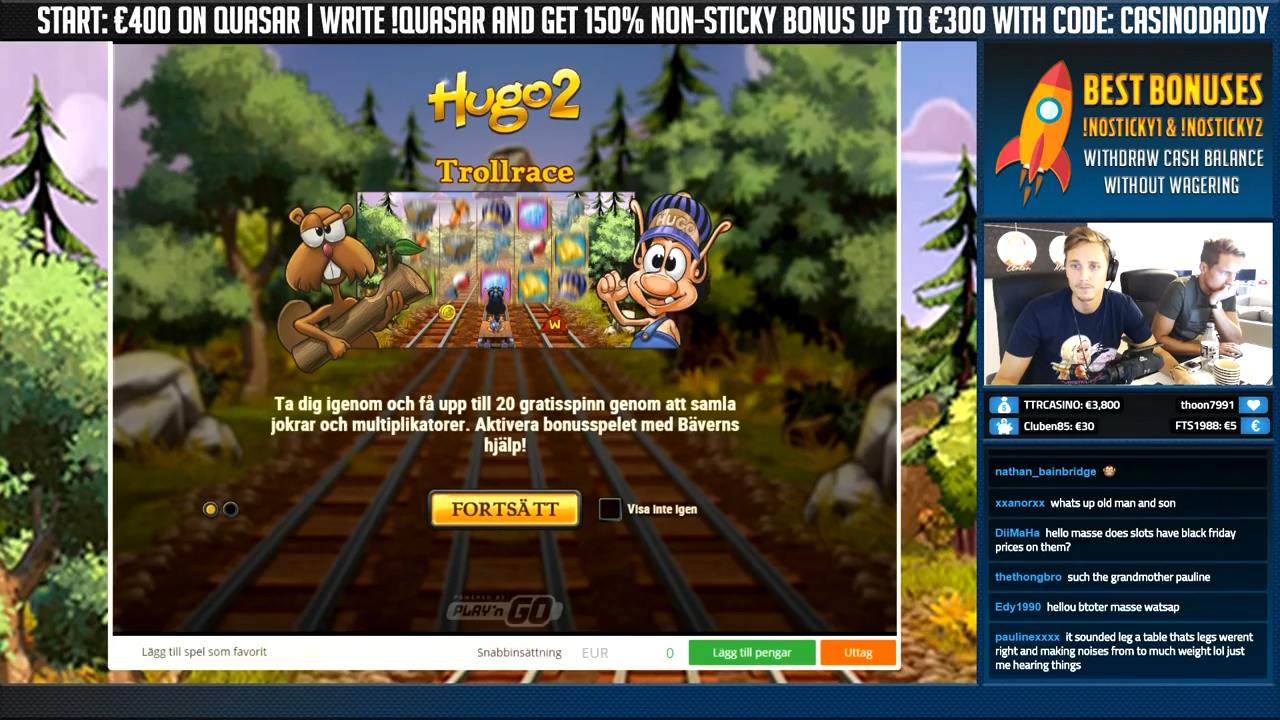 START: €400 ON QUASAR | WRITE !QUASAR AND GET 150% NON-STICKY BONUS UP TO €300 WITH CODE: CASINODADDY
Hugo2
Trollrace
HUGO
W
Ta dig igenom och få upp till 20 gratisspinn genom att samla
jokrar och multiplikatorer. Aktivera bonusspelet med Bäverns
hjälp!
FORTSÄTT
Visa inte igen
POWERED BY
PLAY'n GO
Lägg till spel som favorit
Snabbinsättning
EUR
0
Lägg till pengar
Uttag
BEST BONUSES
!NOSTICKY1 & !NOSTICKY2
WITHDRAW CASH BALANCE
WITHOUT WAGERING
TTRCASINO: €3,800
thoon7991
Cluben85: €30
FTS1988: €5
€
nathan_bainbridge
xxanorxx whats up old man and son
DiiMaHa hello masse does slots have black friday
prices on them?
thethongbro such the grandmother pauline
Edy1990 hellou btoter masse watsap
paulinexxxx it sounded leg a table thats legs werent
right and making noises from to much weight lol just
me hearing things